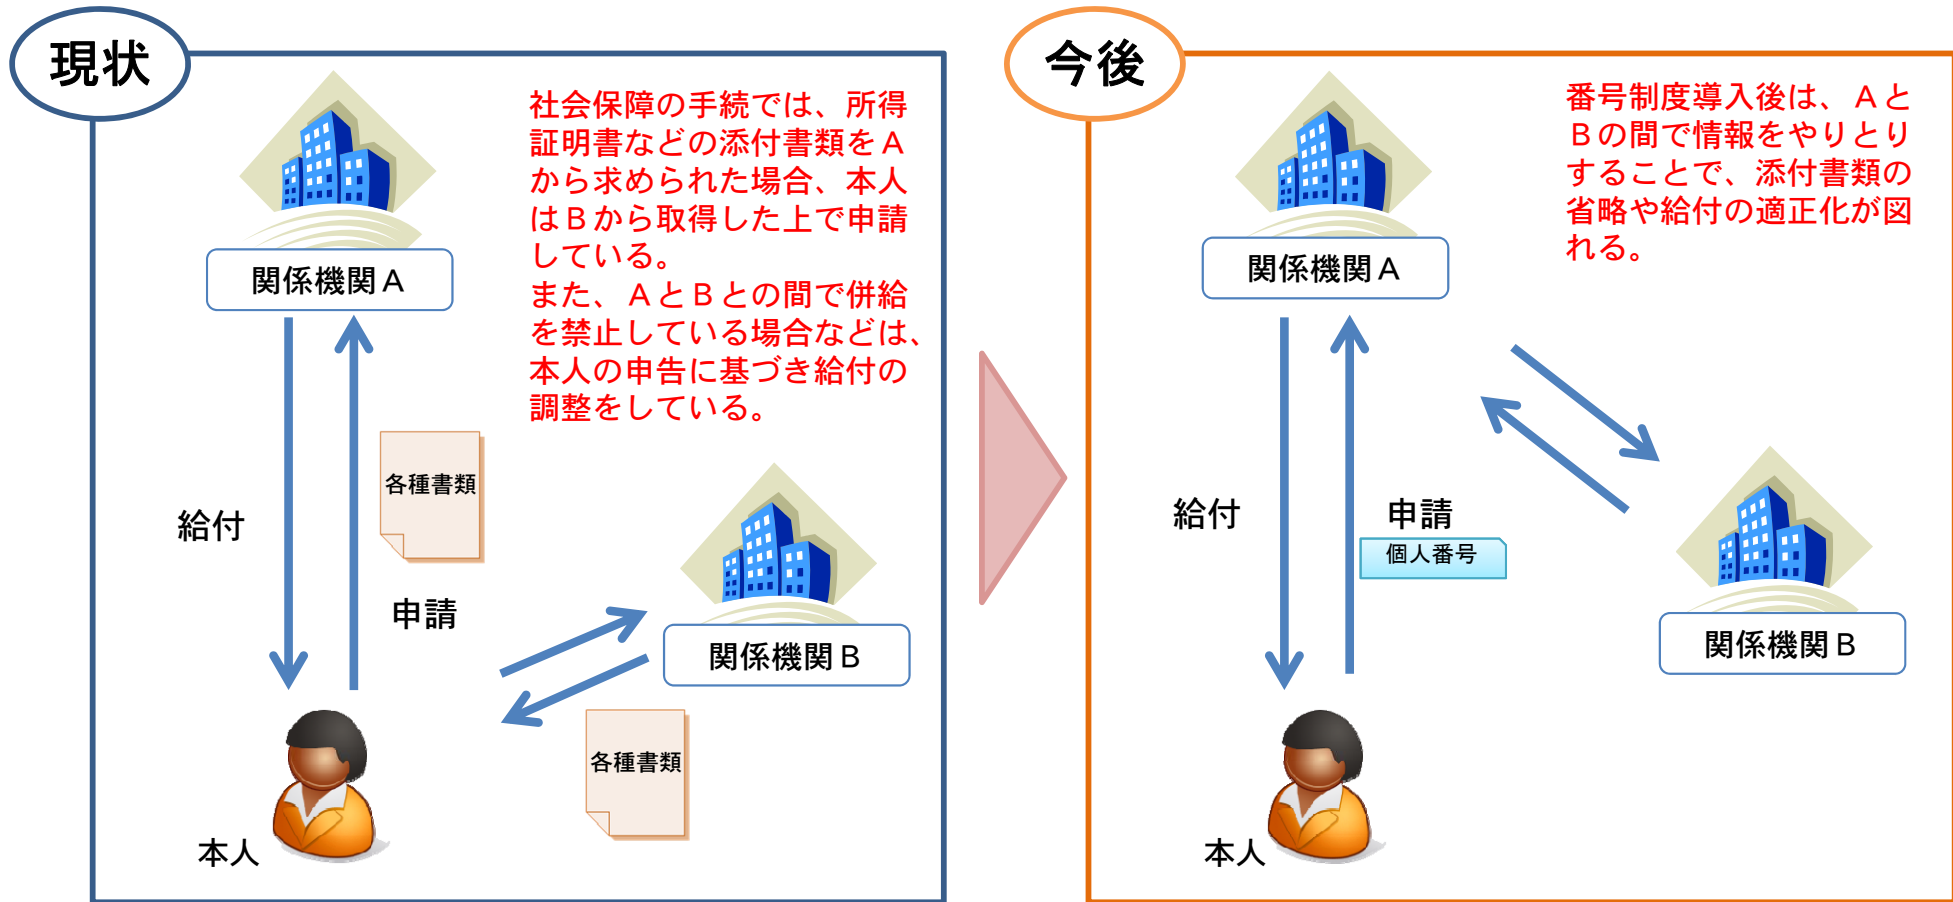 現状
社会保障の手続では、所得
証明書などの添付書類をＡ
から求められた場合、本人
はＢから取得した上で申請
している。
また、ＡとＢとの間で併給
を禁止している場合などは、
本人の申告に基づき給付の
調整をしている。
関係機関Ａ
各種書類
給付
申請
関係機関Ｂ
各種書類
本人
今後
番号制度導入後は、Ａと
Ｂの間で情報をやりとり
することで、添付書類の
省略や給付の適正化が図
れる。
関係機関Ａ
給付
申請
個人番号
関係機関Ｂ
本人